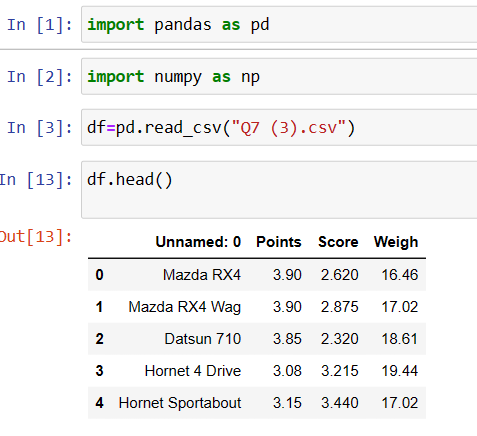 In [1]: import pandas as pd
In [2]: import numpy as np
In [3]: df=pd.read_csv("Q7 (3).csv")
In [13]: df.head()
Out[13]:
Unnamed: 0 Points Score Weigh
0 Mazda RX4 3.90 2.620 16.46
1 Mazda RX4 Wag 3.90 2.875 17.02
2 Datsun 710 3.85 2.320 18.61
3 Hornet 4 Drive 3.08 3.215 19.44
4 Hornet Sportabout 3.15 3.440 17.02